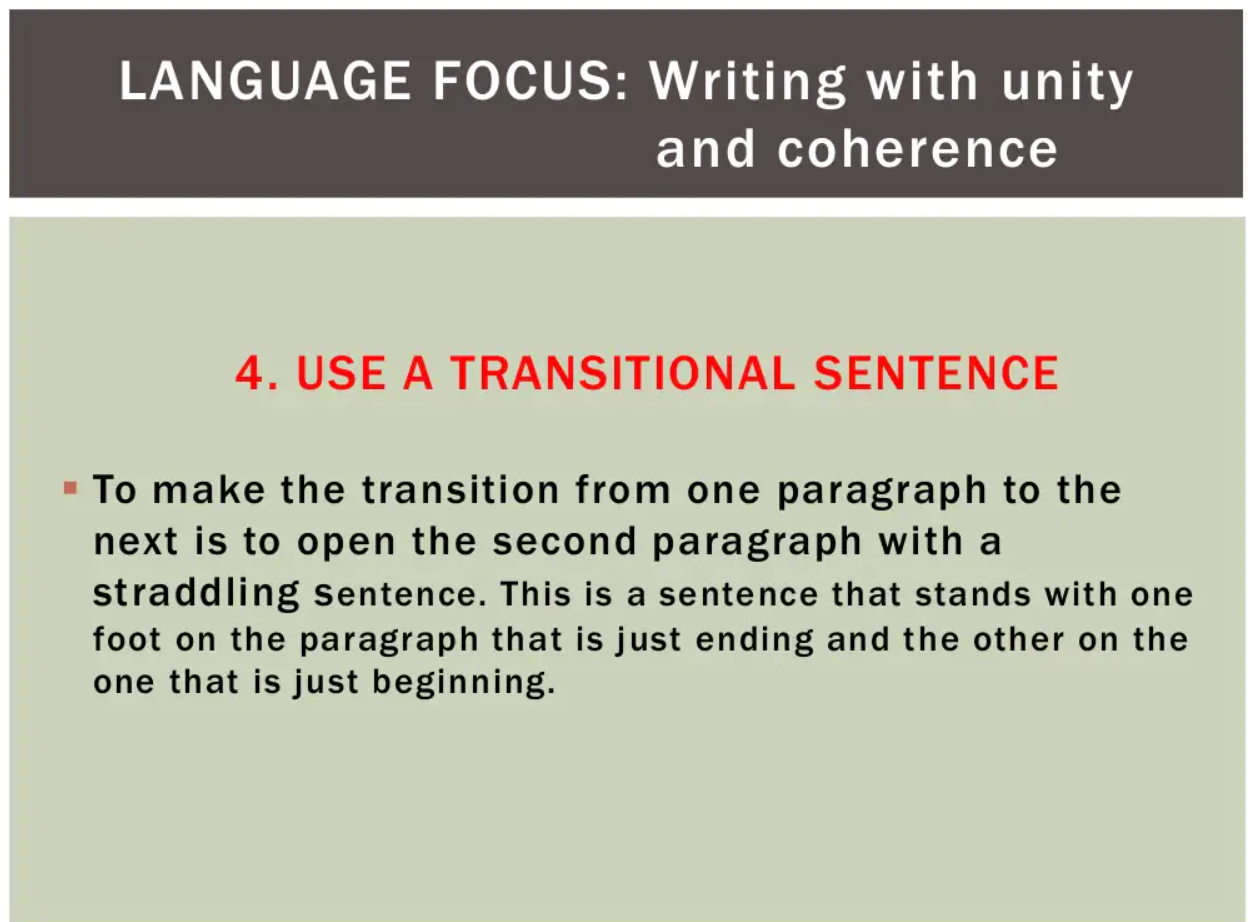 LANGUAGE FOCUS: Writing with unity
and coherence
4. USE A TRANSITIONAL SENTENCE
▪ To make the transition from one paragraph to the
next is to open the second paragraph with a
straddling sentence. This is a sentence that stands with one
foot on the paragraph that is just ending and the other on the
one that is just beginning.